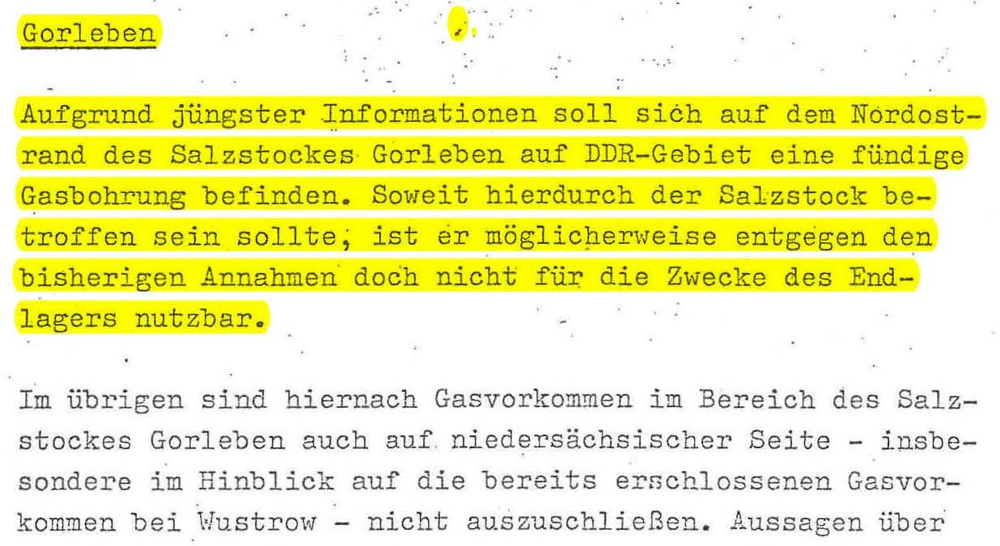 Gorleben
Aufgrund jüngster Informationen soll sich auf dem Nordost-
rand des Salzstockes Gorleben auf DDR-Gebiet eine fündige
Gasbohrung befinden. Soweit hierdurch der Salzstock be-
troffen sein sollte, ist er möglicherweise entgegen den
bisherigen Annahmen doch nicht für die Zwecke des End-
lagers nutzbar.
Im übrigen sind hiernach Gasvorkommen im Bereich des Salz-
stockes Gorleben auch auf niedersächsischer Seite - insbe-
sondere im Hinblick auf die bereits erschlossenen Gasvor-
kommen bei Wustrow - nicht auszuschließen. Aussagen über